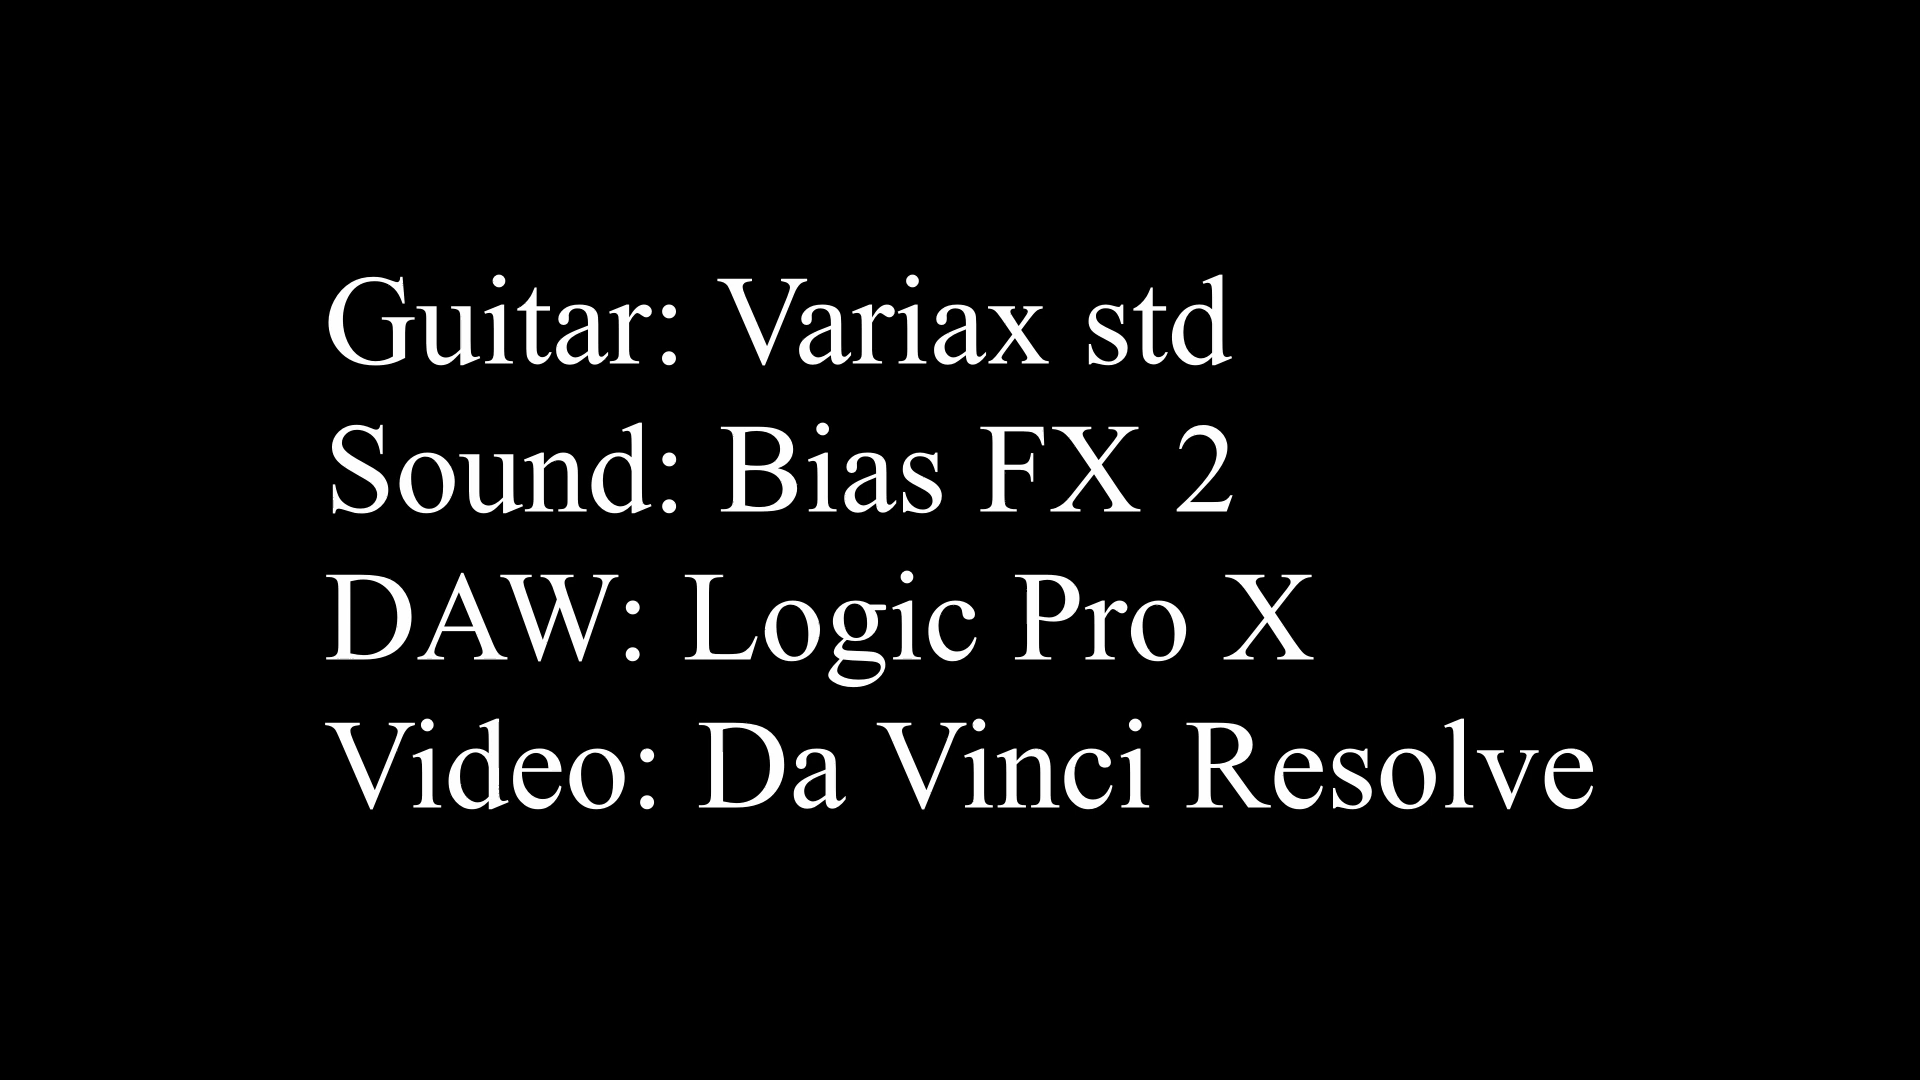 Guitar: Variax std
Sound: Bias FX 2
DAW: Logic Pro X
Video: Da Vinci Resolve